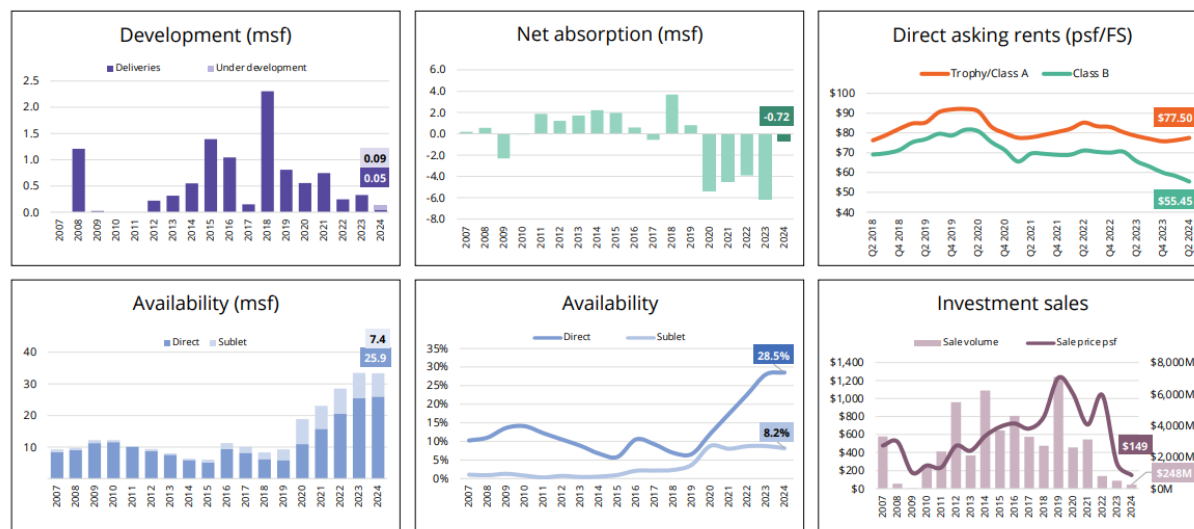 Development (msf)
Deliveries Under development
2.5
2.0
1.5
1.0
0.5
0.0
0.09
0.05
2007 2008 2009 2010 2011 2012 2013 2014 2015 2016 2017 2018 2019 2020 2021 2022 2023 2024
Net absorption (msf)
6.0
4.0
2.0
0.0
-2.0
-4.0
-6.0
-8.0
-0.72
2007 2008 2009 2010 2011 2012 2013 2014 2015 2016 2017 2018 2019 2020 2021 2022 2023 2024
Direct asking rents (psf/FS)
Trophy/Class A Class B
$100
$90
$80
$70
$60
$50
$40
$77.50
$55.45
Q2 2018 Q4 2018 Q2 2019 Q4 2019 Q2 2020 Q4 2020 Q2 2021 Q4 2021 Q2 2022 Q4 2022 Q2 2023 Q4 2023 Q2 2024
Availability (msf)
Direct Sublet
40
30
20
10
7.4
25.9
2007 2008 2009 2010 2011 2012 2013 2014 2015 2016 2017 2018 2019 2020 2021 2022 2023 2024
Availability
Direct Sublet
35%
30%
25%
20%
15%
10%
5%
0%
28.5%
8.2%
2007 2008 2009 2010 2011 2012 2013 2014 2015 2016 2017 2018 2019 2020 2021 2022 2023 2024
Investment sales
Sale volume Sale price psf
$1,400
$1,200
$1,000
$800
$600
$400
$200
$0
$8,000M
$6,000M
$4,000M
$2,000M
$0M
$149
$248M
2007 2008 2009 2010 2011 2012 2013 2014 2015 2016 2017 2018 2019 2020 2021 2022 2023 2024